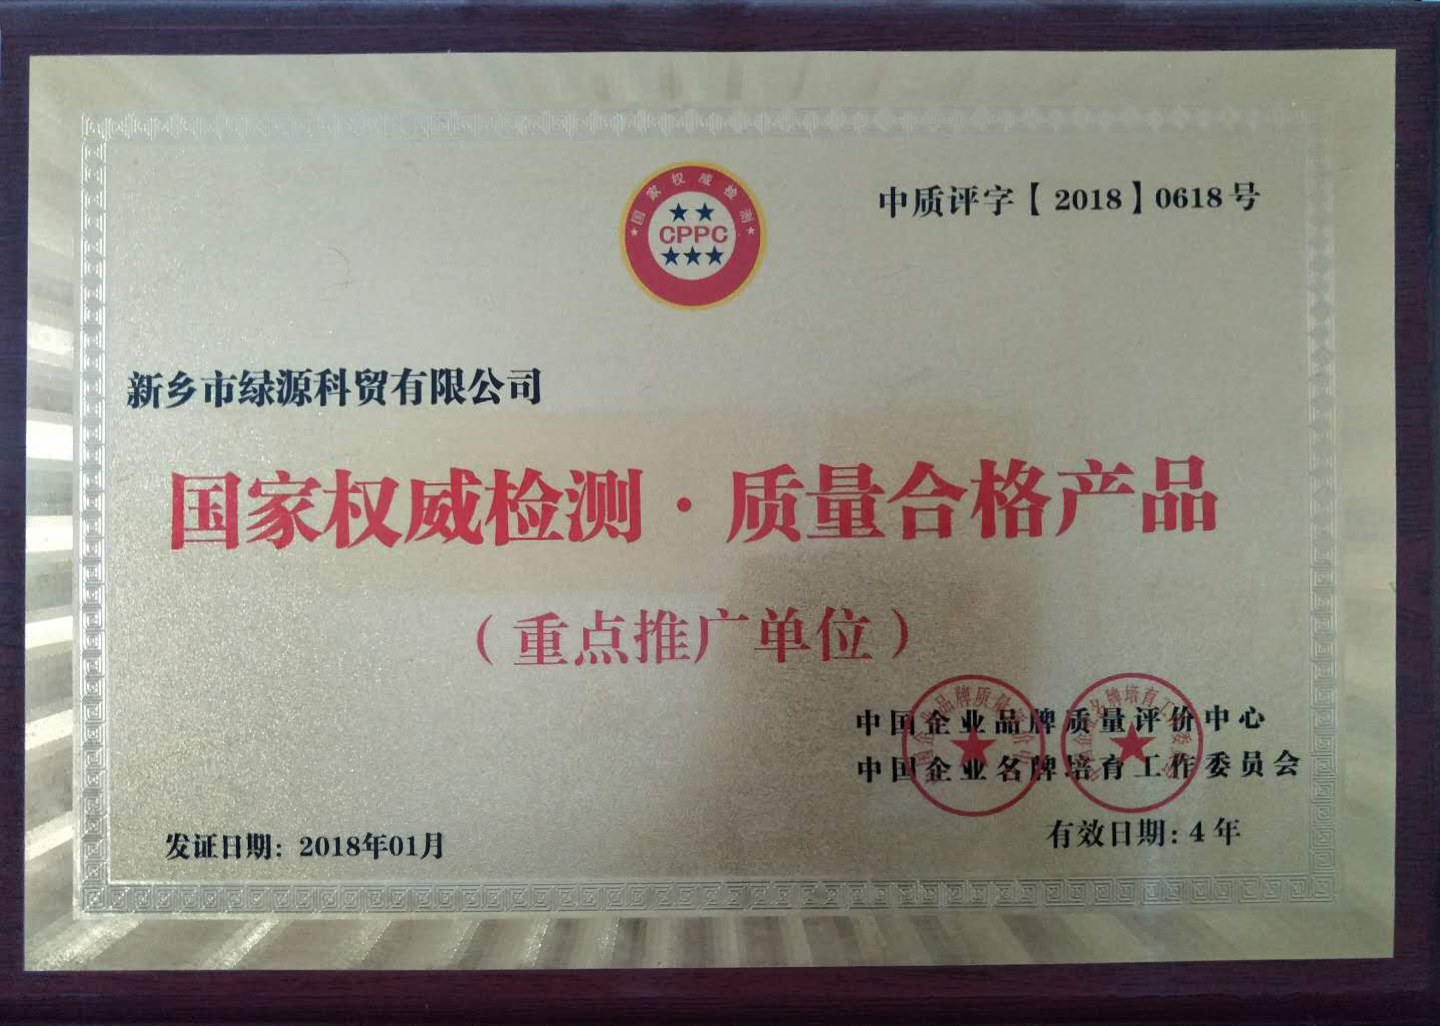 国家权威检测
CPPC
中质评字【2018】0618号
新乡市绿源科贸有限公司
国家权威检测·质量合格产品
（重点推广单位）
中国企业品牌质量评价中心
中国企业名牌培育工作委员会
发证日期：2018年01月
有效日期：4年